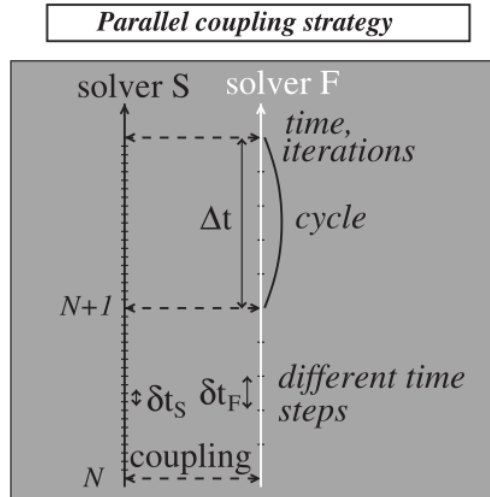 Parallel coupling strategy
solver S
solver F
time,
iterations
Δt
cycle
N+1
δtS
δtF
different time
steps
coupling
N